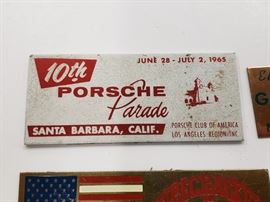 JUNE 28 - JULY 2, 1965
10th
PORSCHE
Parade
SANTA BARBARA, CALIF.
PORSCHE CLUB OF AMERICA
LOS ANGELES REGION, INC